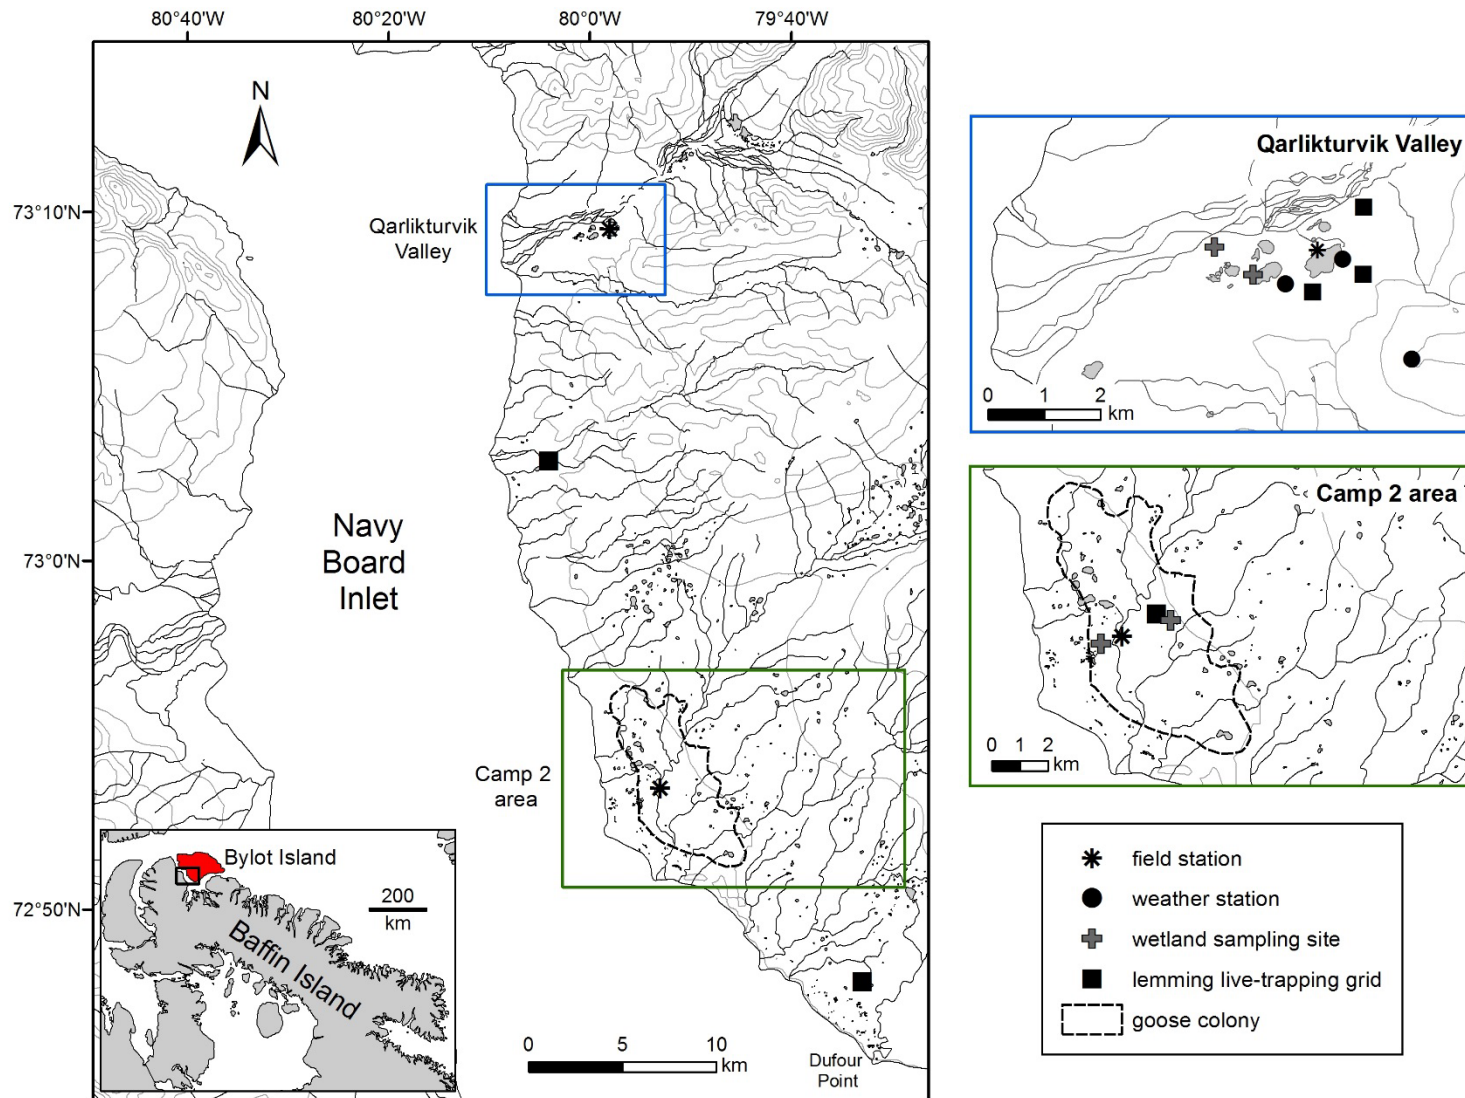 80°40'W
80°20'W
80°0'W
79°40'W
N
73°10'N
Qarlikturvik
Valley
Navy
Board
Inlet
73°0'N
Camp 2
area
72°50'N
Bylot Island
200
km
Baffin Island
0 5 10
km
Dufour
Point
Qarlikturvik Valley
0 1 2
km
Camp 2 area
0 1 2
km
field station
weather station
wetland sampling site
lemming live-trapping grid
goose colony